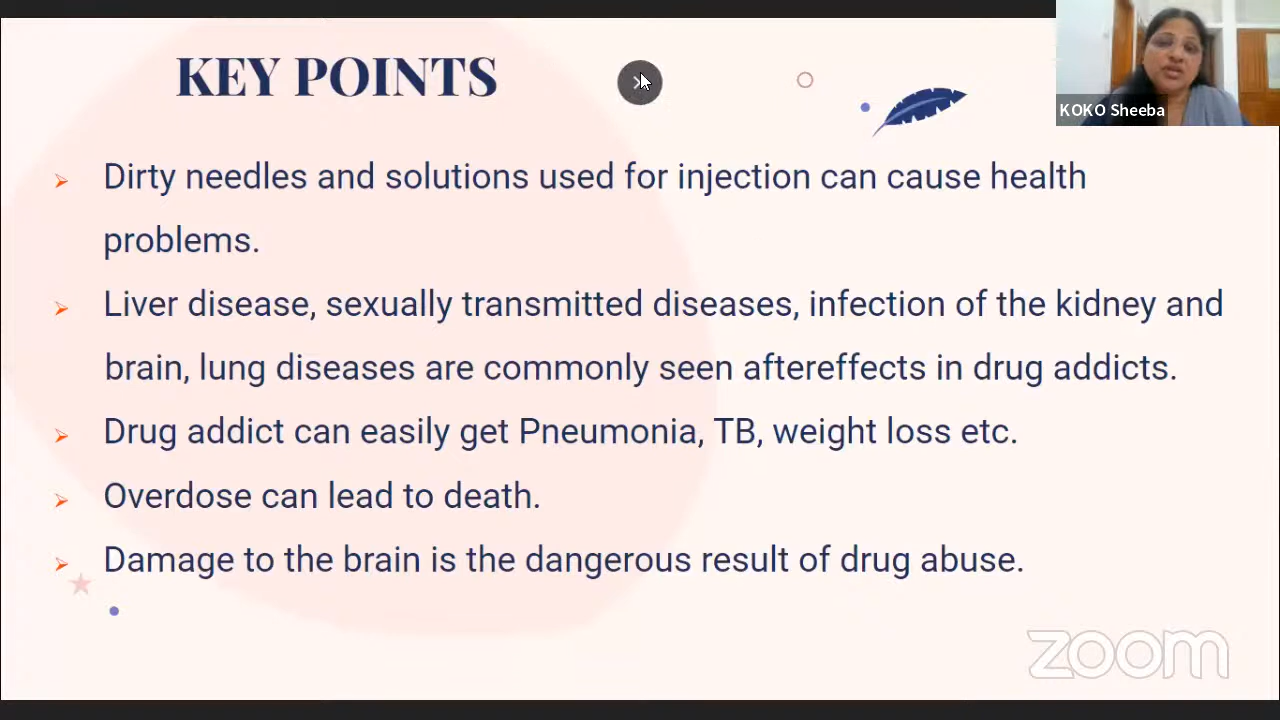 KEY POINTS
KOKO Sheeba
Dirty needles and solutions used for injection can cause health
problems.
Liver disease, sexually transmitted diseases, infection of the kidney and
brain, lung diseases are commonly seen aftereffects in drug addicts.
Drug addict can easily get Pneumonia, TB, weight loss etc.
Overdose can lead to death.
Damage to the brain is the dangerous result of drug abuse.
zoom